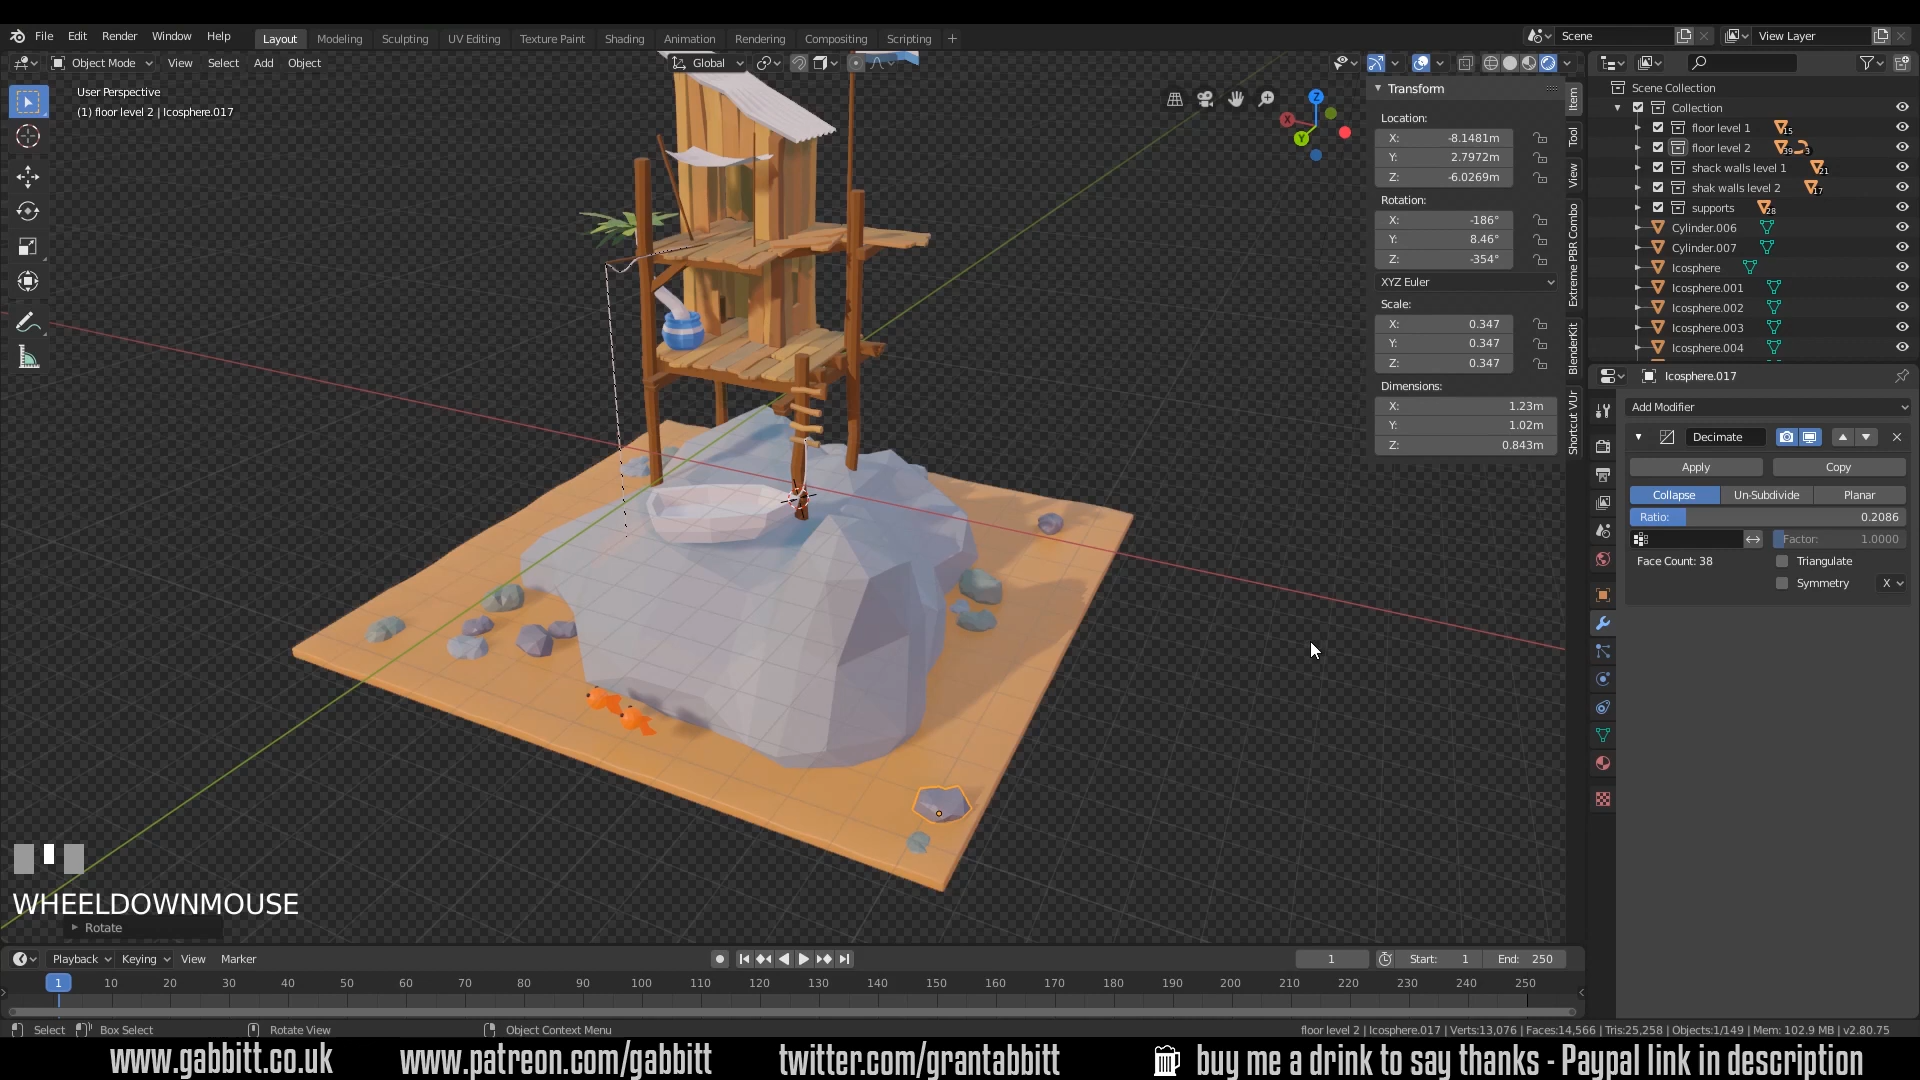 File Edit Render Window Help
Layout Modeling Sculpting UV Editing Texture Paint Shading Animation Rendering Compositing Scripting +
Scene
View Layer
Object Mode View Select Add Object
Global
User Perspective
(1) floor level 2 | Icosphere.017
Z
X
Y
Transform
Location:
X: -8.1481m
Y: 2.7972m
Z: -6.0269m
Rotation:
X: -186°
Y: 8.46°
Z: -354°
XYZ Euler
Scale:
X: 0.347
Y: 0.347
Z: 0.347
Dimensions:
X: 1.23m
Y: 1.02m
Z: 0.843m
Item
Tool
View
Extreme PBR Combo
BlenderKit
Shortcut VUr
Scene Collection
Collection
floor level 1 15
floor level 2 39 3
shack walls level 1 21
shak walls level 2 17
supports 28
Cylinder.006
Cylinder.007
Icosphere
Icosphere.001
Icosphere.002
Icosphere.003
Icosphere.004
Icosphere.017
Add Modifier
Decimate
Apply Copy
Collapse Un-Subdivide Planar
Ratio: 0.2086
Factor: 1.0000
Face Count: 38 Triangulate
Symmetry X
WHEELDOWNMOUSE
Rotate
Playback Keying View Marker
1 Start: 1 End: 250
1 10 20 30 40 50 60 70 80 90 100 110 120 130 140 150 160 170 180 190 200 210 220 230 240 250
Select Box Select Rotate View Object Context Menu
floor level 2 | Icosphere.017 | Verts:13,076 | Faces:14,566 | Tris:25,258 | Objects:1/149 | Mem: 102.9 MB | v2.80.75
www.gabbitt.co.uk www.patreon.com/gabbitt twitter.com/grantabbitt buy me a drink to say thanks - Paypal link in description